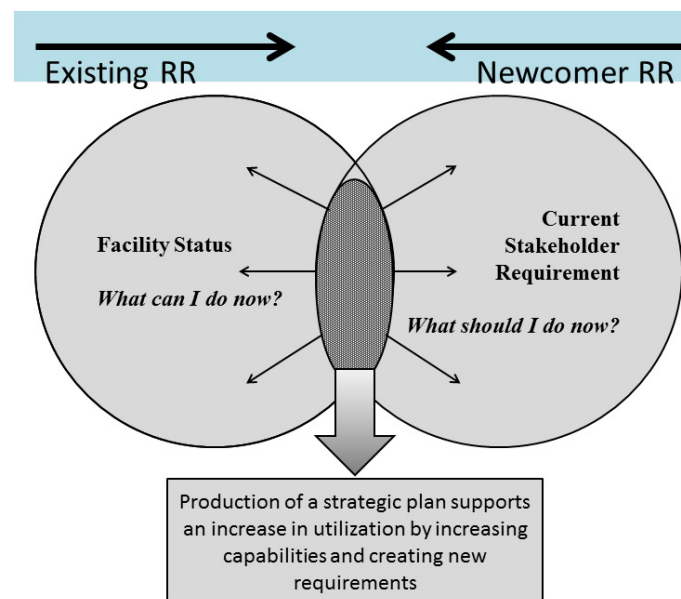 Existing RR
Newcomer RR
Facility Status
What can I do now?
Current
Stakeholder
Requirement
What should I do now?
Production of a strategic plan supports
an increase in utilization by increasing
capabilities and creating new
requirements